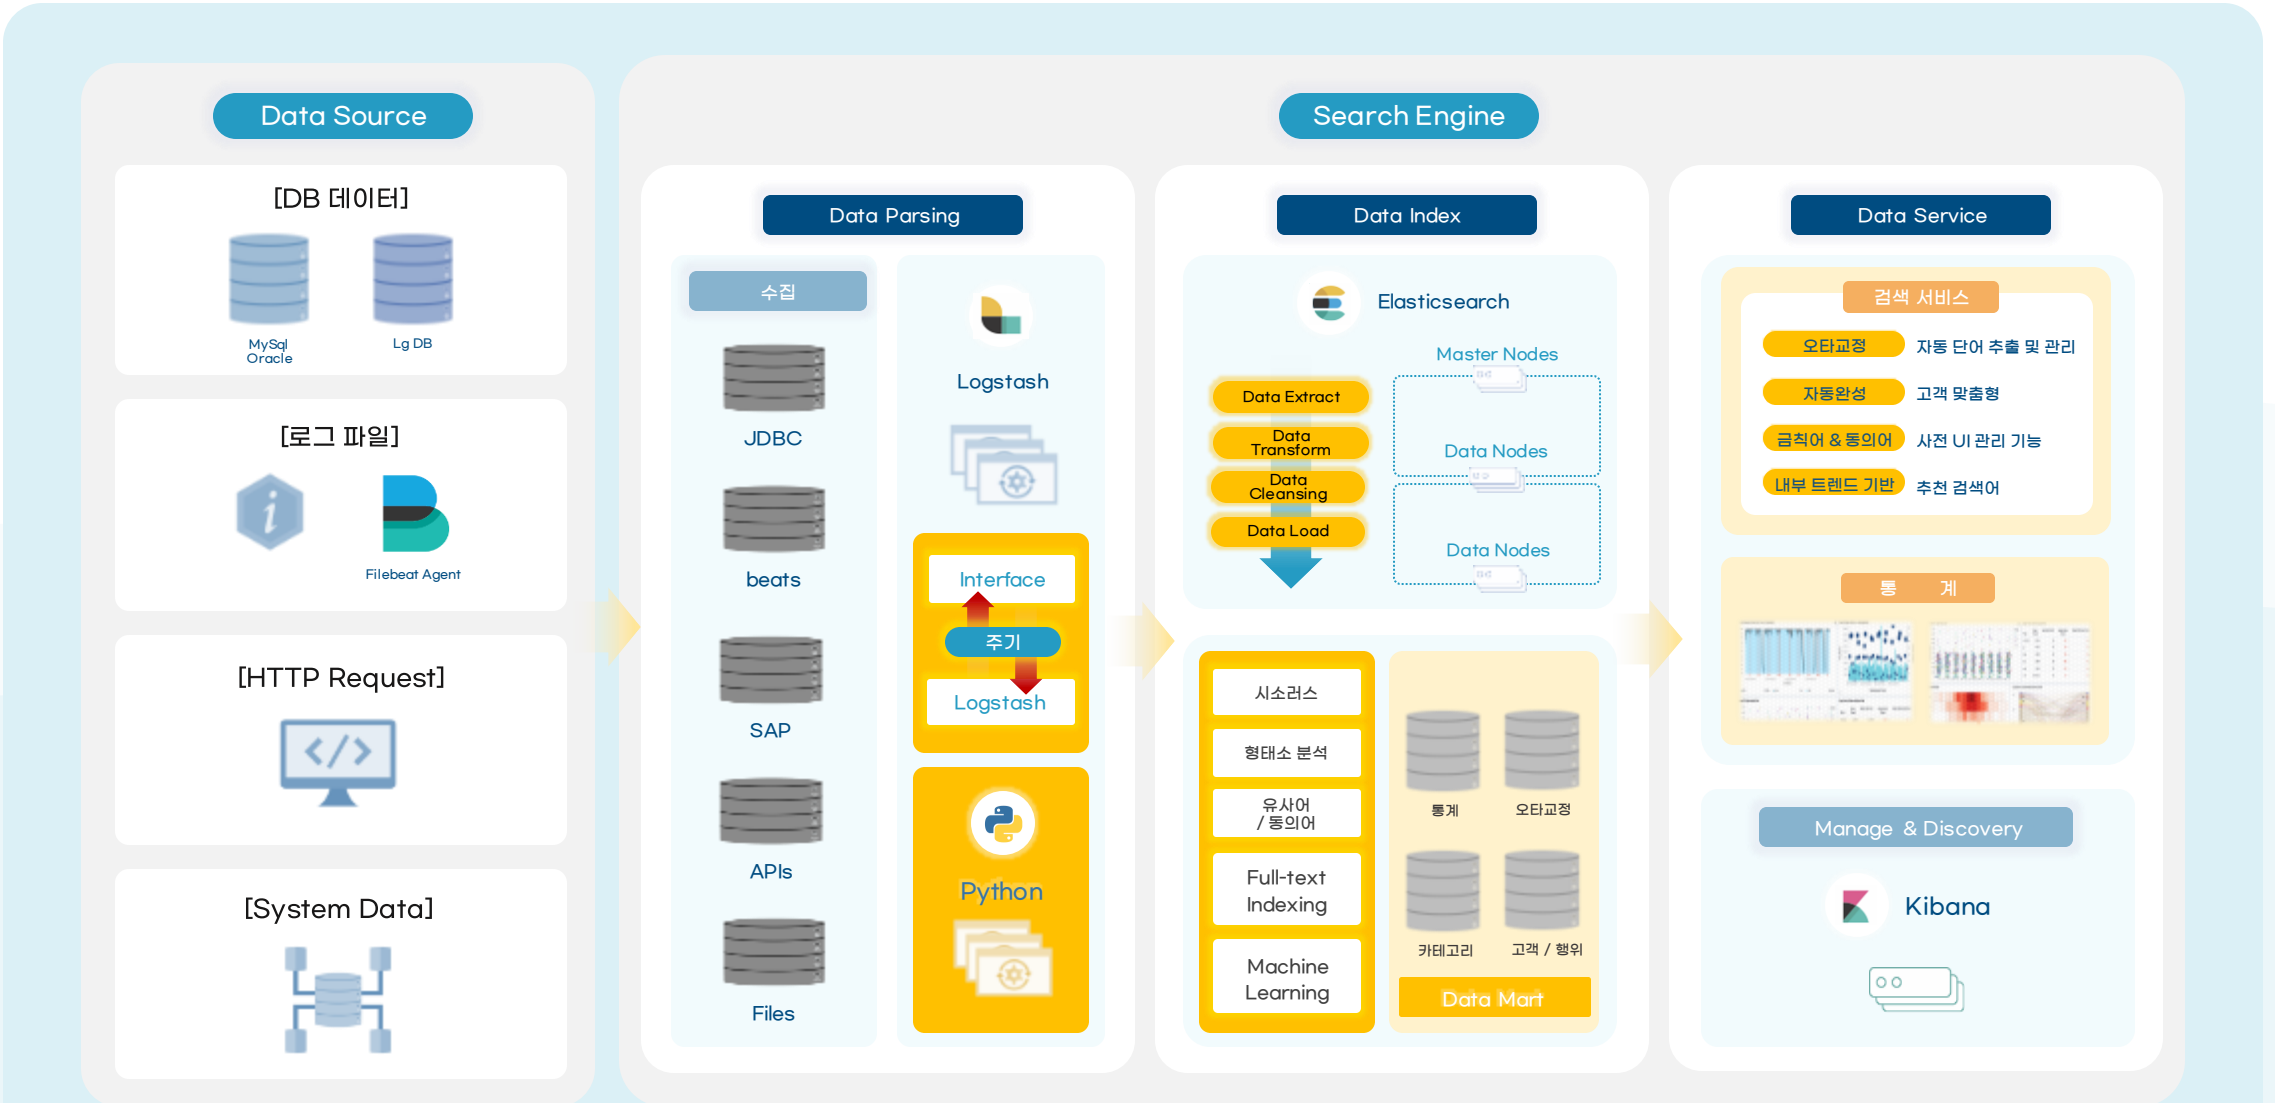 Data Source
[DB 데이터]
MySql
Oracle
Lg DB
[로그 파일]
Filebeat Agent
[HTTP Request]
[System Data]
Search Engine
Data Parsing
수집
JDBC
beats
SAP
APIs
Files
Logstash
Interface
주기
Logstash
Python
Data Index
Elasticsearch
Data Extract
Data
Transform
Data
Cleansing
Data Load
Master Nodes
Data Nodes
Data Nodes
시소러스
형태소 분석
유사어
/ 동의어
Full-text
Indexing
Machine
Learning
통계
오타교정
카테고리
고객 / 행위
Data Mart
Data Service
검색 서비스
오타교정 자동 단어 추출 및 관리
자동완성 고객 맞춤형
금칙어 & 동의어 사전 UI 관리 기능
내부 트렌드 기반 추천 검색어
통 계
Manage & Discovery
Kibana